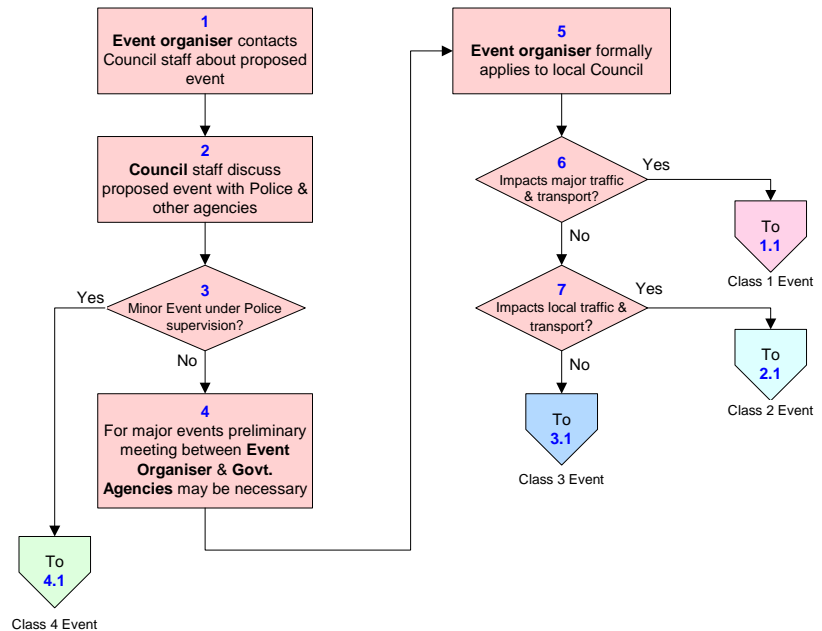 1
Event organiser contacts
Council staff about proposed
event
2
Council staff discuss
proposed event with Police &
other agencies
3
Minor Event under Police
supervision?
Yes
No
4
For major events preliminary
meeting between Event
Organiser & Govt.
Agencies may be necessary
To
4.1
Class 4 Event
5
Event organiser formally
applies to local Council
6
Impacts major traffic
& transport?
Yes
No
To
1.1
Class 1 Event
7
Impacts local traffic &
transport?
Yes
No
To
2.1
Class 2 Event
To
3.1
Class 3 Event